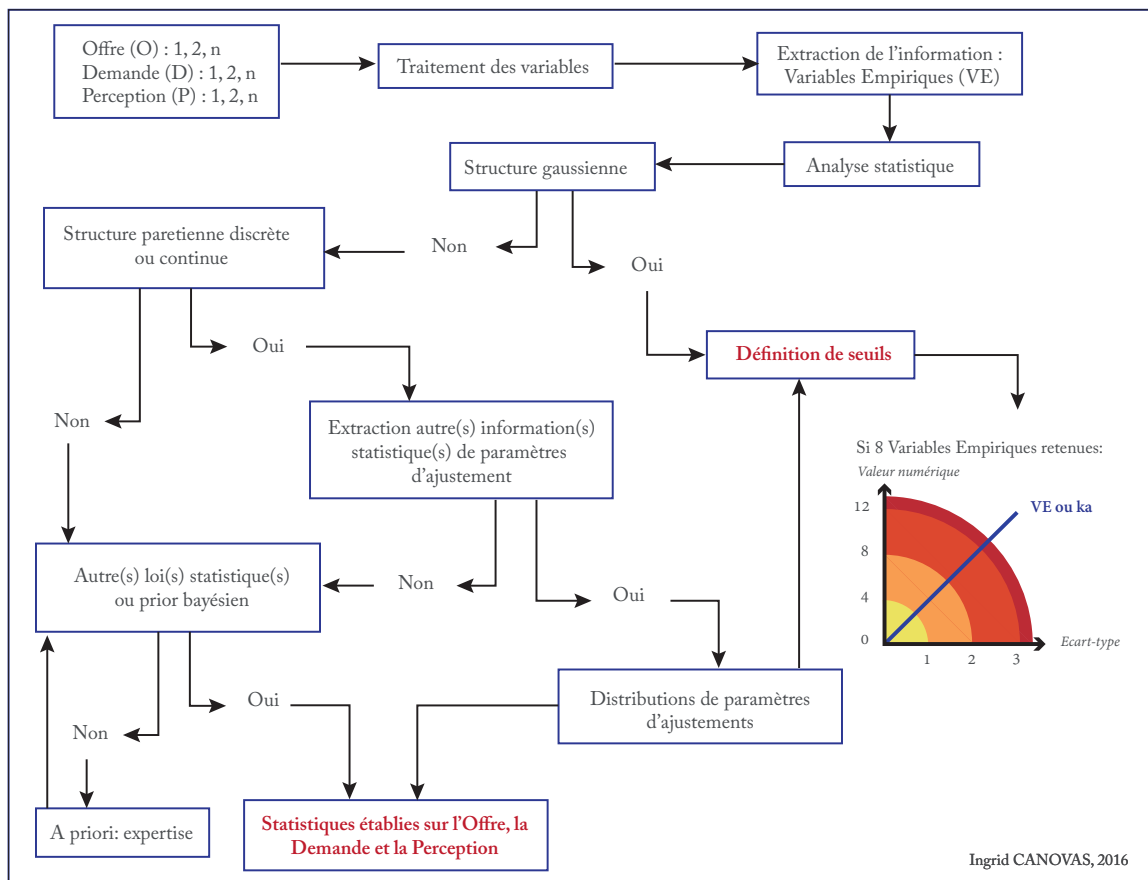 Offre (O) : 1, 2, n
Demande (D) : 1, 2, n
Perception (P) : 1, 2, n
Traitement des variables
Extraction de l'information :
Variables Empiriques (VE)
Structure gaussienne
Analyse statistique
Structure paretienne discrète
ou continue
Non
Oui
Oui
Définition de seuils
Non
Extraction autre(s) information(s)
statistique(s) de paramètres
d'ajustement
Si 8 Variables Empiriques retenues:
Valeur numérique
12
VE ou ka
8
4
0
1
2
3
Ecart-type
Autre(s) loi(s) statistique(s)
ou prior bayésien
Non
Oui
Oui
Distributions de paramètres
d'ajustements
Non
A priori: expertise
Statistiques établies sur l'Offre, la
Demande et la Perception
Ingrid CANOVAS, 2016